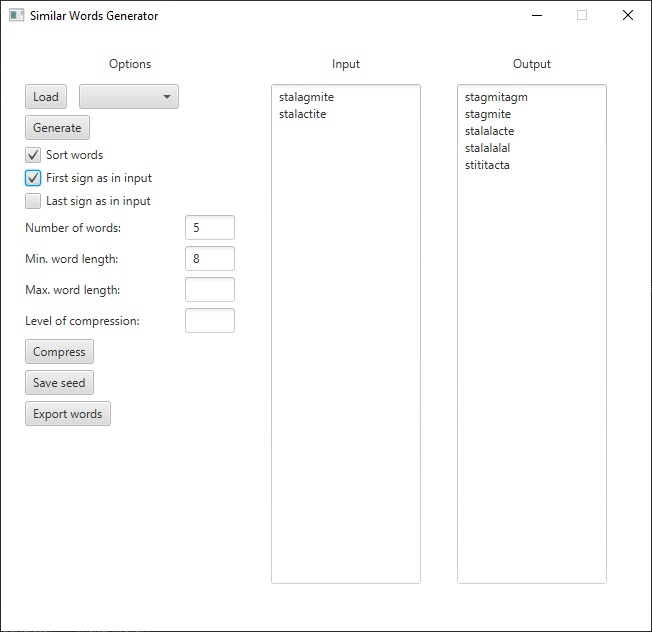 Similar Words Generator
Options
Load
Generate
Sort words
First sign as in input
Last sign as in input
Number of words: 5
Min. word length: 8
Max. word length:
Level of compression:
Compress
Save seed
Export words
Input
stalagmite
stalactite
Output
stagmitagm
stagmite
stalalacte
stalalalal
stititacta